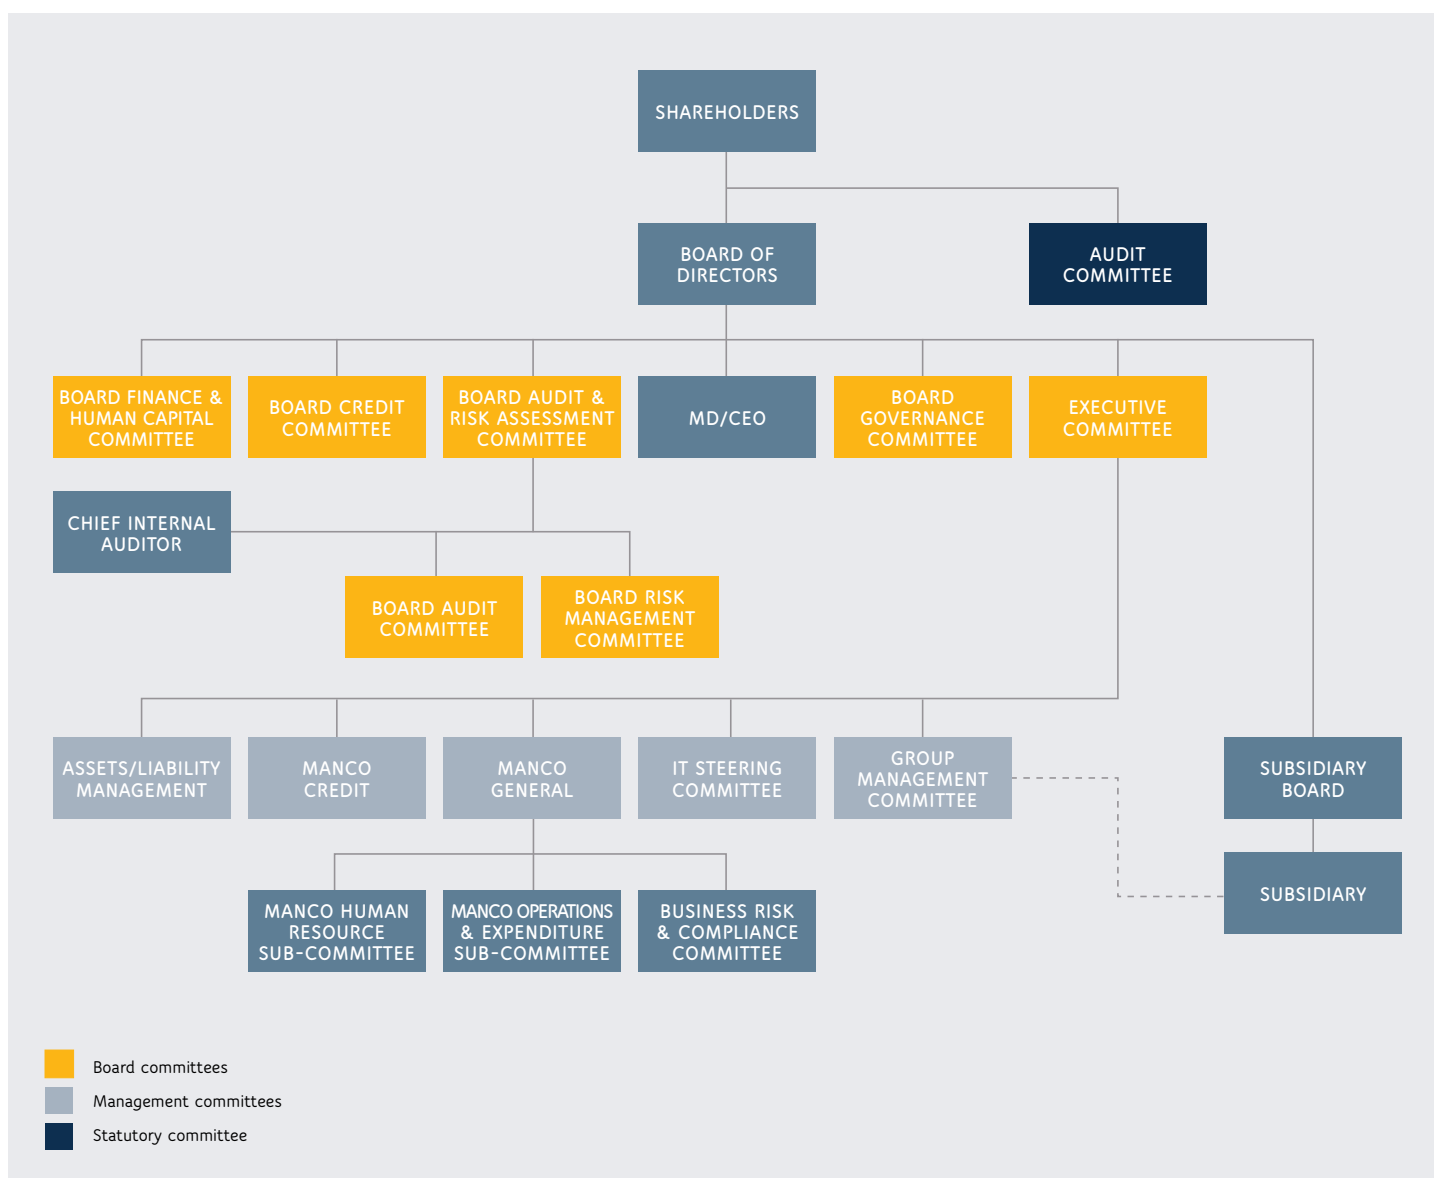 SHAREHOLDERS
BOARD OF
DIRECTORS
AUDIT
COMMITTEE
BOARD FINANCE &
HUMAN CAPITAL
COMMITTEE
BOARD CREDIT
COMMITTEE
BOARD AUDIT &
RISK ASSESSMENT
COMMITTEE
MD/CEO
BOARD
GOVERNANCE
COMMITTEE
EXECUTIVE
COMMITTEE
CHIEF INTERNAL
AUDITOR
BOARD AUDIT
COMMITTEE
BOARD RISK
MANAGEMENT
COMMITTEE
ASSETS/LIABILITY
MANAGEMENT
MANCO
CREDIT
MANCO
GENERAL
IT STEERING
COMMITTEE
GROUP
MANAGEMENT
COMMITTEE
SUBSIDIARY
BOARD
SUBSIDIARY
MANCO HUMAN
RESOURCE
SUB-COMMITTEE
MANCO OPERATIONS
& EXPENDITURE
SUB-COMMITTEE
BUSINESS RISK
& COMPLIANCE
COMMITTEE
Board committees
Management committees
Statutory committee